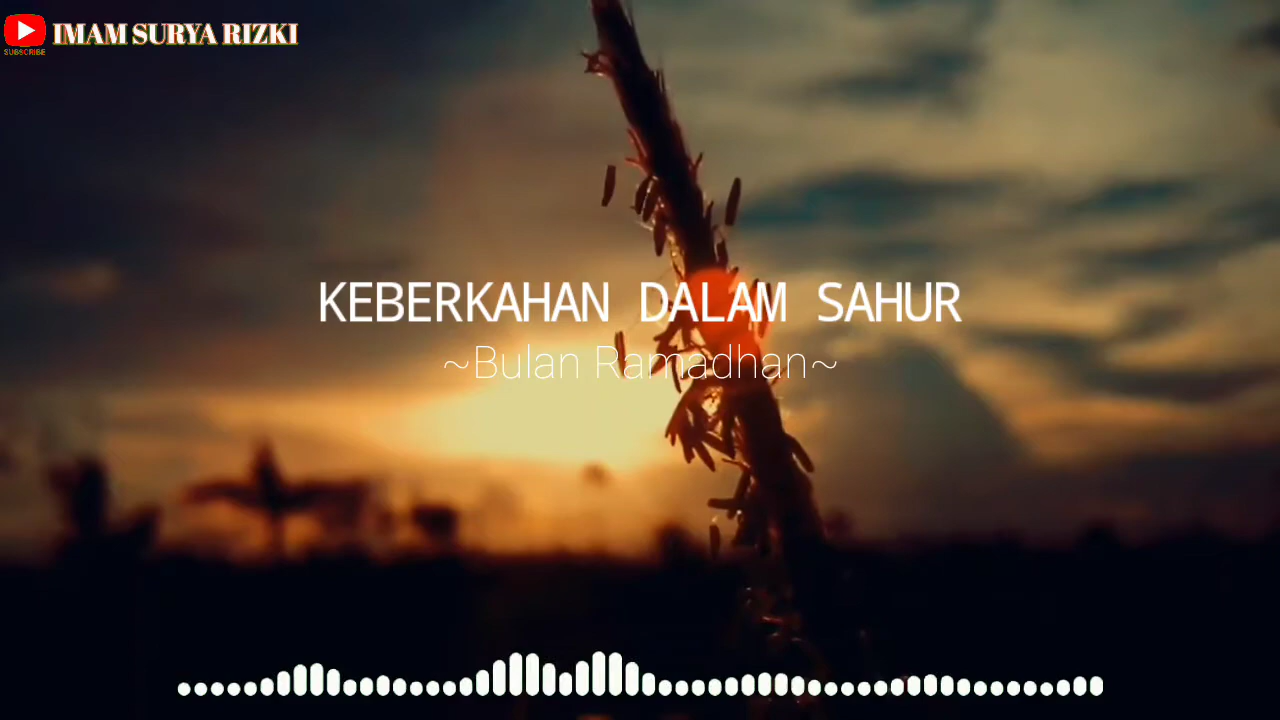 IMAM SURYA RIZKI
SUBSCRIBE
KEBERKAHAN DALAM SAHUR
~Bulan Ramadhan~